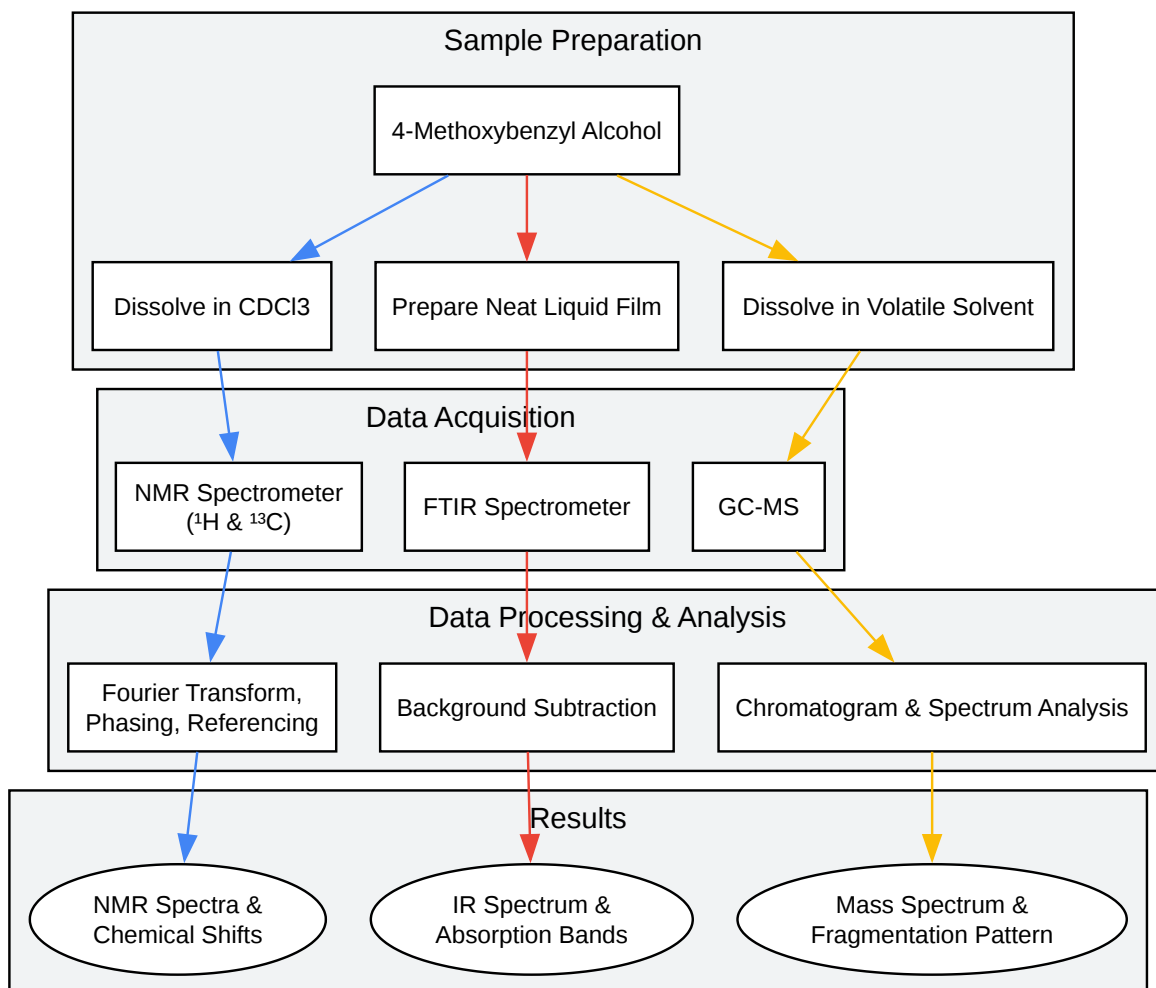 Sample Preparation
4-Methoxybenzyl Alcohol
Dissolve in CDCl3
Prepare Neat Liquid Film
Dissolve in Volatile Solvent
Data Acquisition
NMR Spectrometer
(¹H & ¹³C)
FTIR Spectrometer
GC-MS
Data Processing & Analysis
Fourier Transform,
Phasing, Referencing
Background Subtraction
Chromatogram & Spectrum Analysis
Results
NMR Spectra &
Chemical Shifts
IR Spectrum &
Absorption Bands
Mass Spectrum &
Fragmentation Pattern